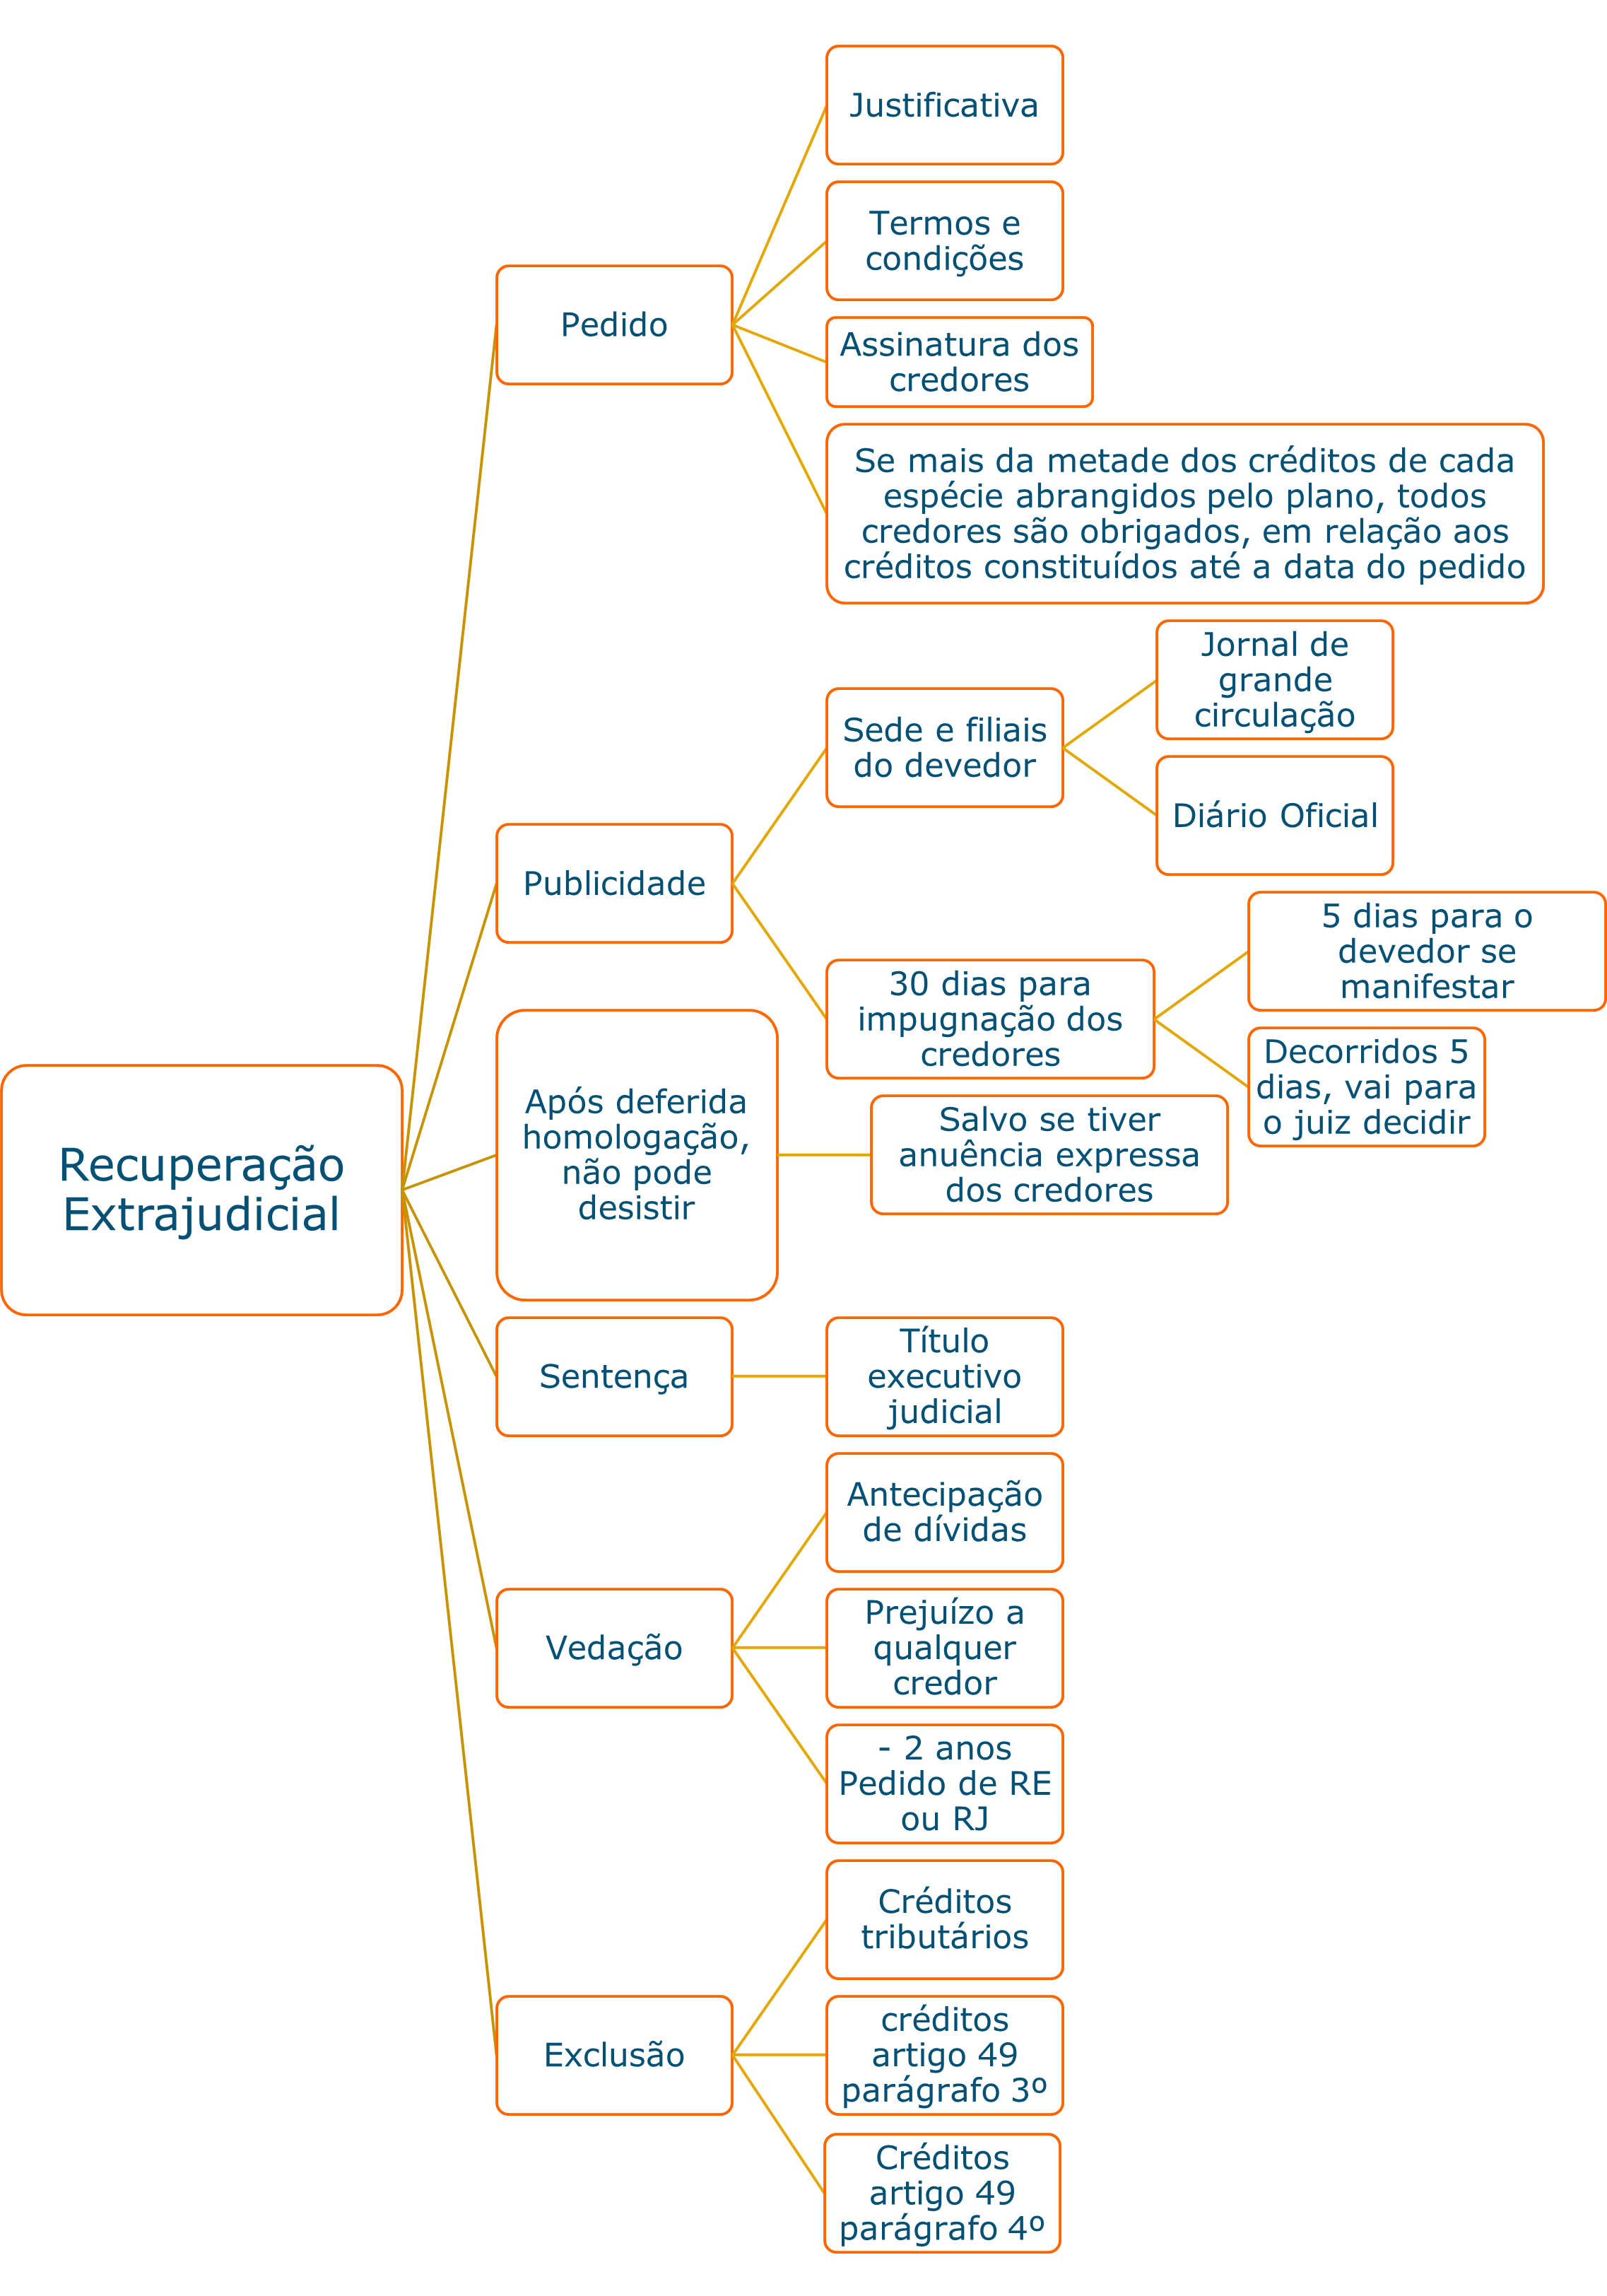 Recuperação
Extrajudicial
Pedido
Justificativa
Termos e
condições
Assinatura dos
credores
Se mais da metade dos créditos de cada
espécie abrangidos pelo plano, todos
credores são obrigados, em relação aos
créditos constituídos até a data do pedido
Publicidade
Sede e filiais
do devedor
Jornal de
grande
circulação
Diário Oficial
30 dias para
impugnação dos
credores
5 dias para o
devedor se
manifestar
Decorridos 5
dias, vai para
o juiz decidir
Após deferida
homologação,
não pode
desistir
Salvo se tiver
anuência expressa
dos credores
Sentença
Título
executivo
judicial
Vedação
Antecipação
de dívidas
Prejuízo a
qualquer
credor
- 2 anos
Pedido de RE
ou RJ
Exclusão
Créditos
tributários
créditos
artigo 49
parágrafo 3º
Créditos
artigo 49
parágrafo 4º